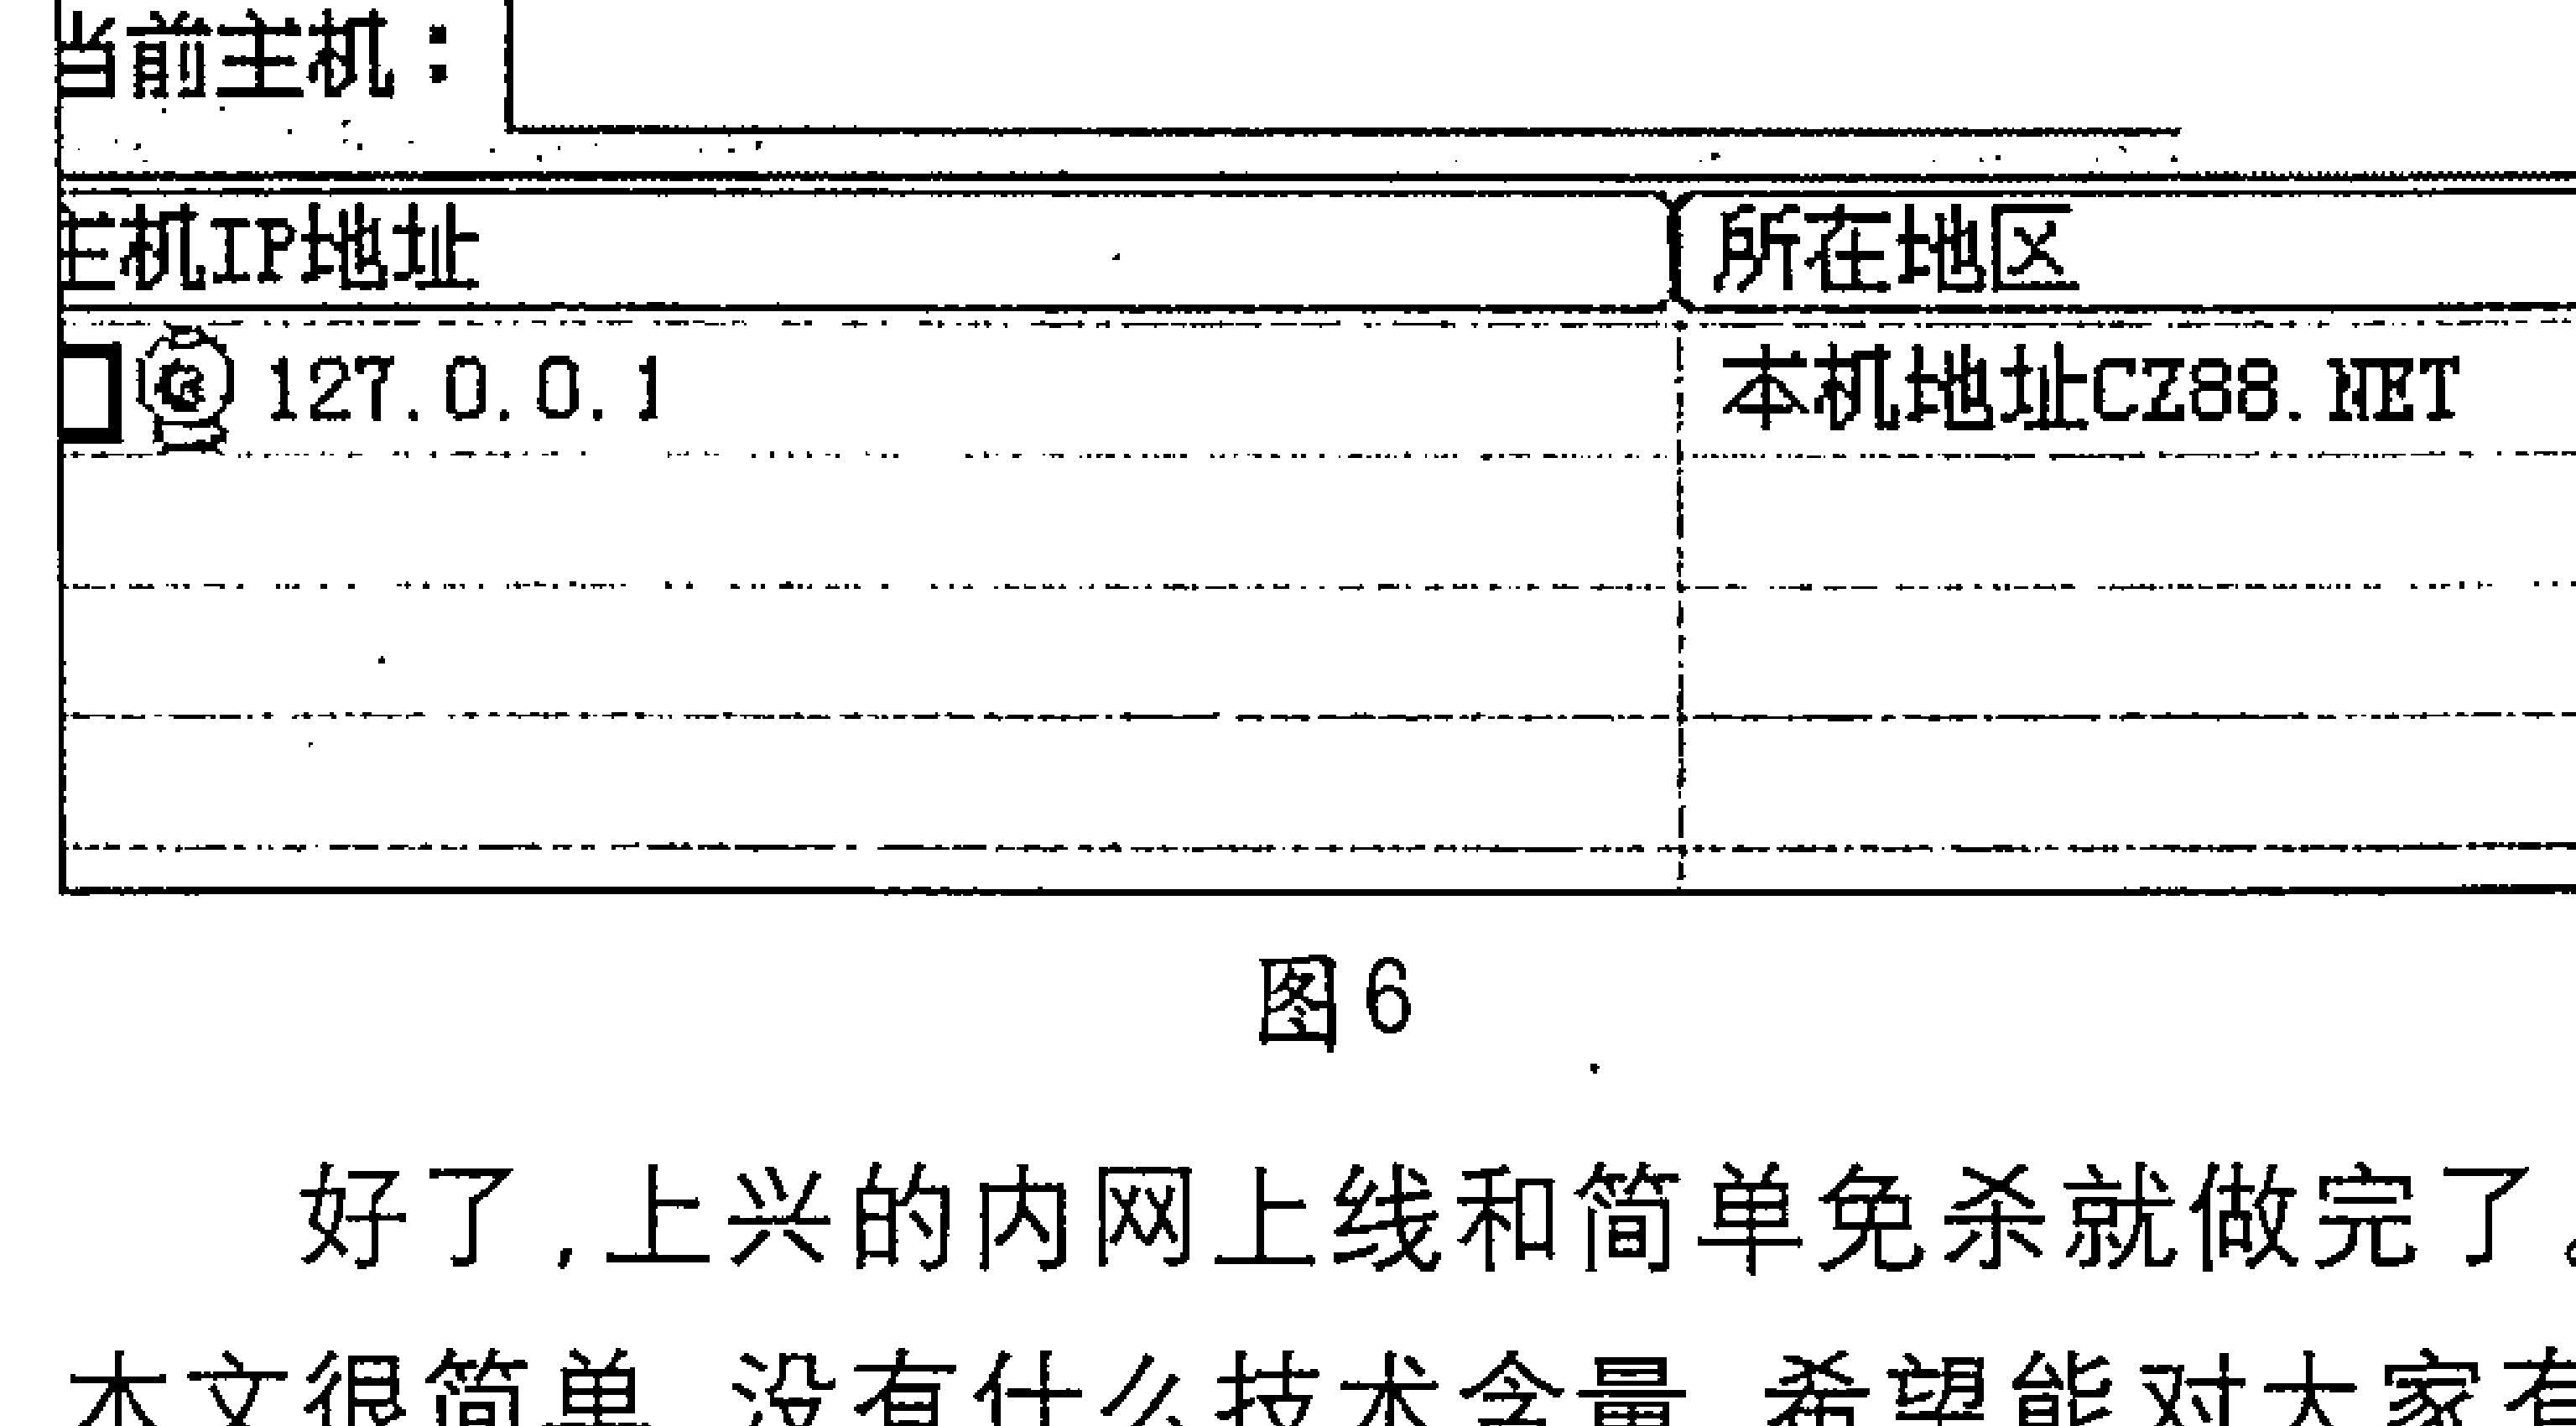 当前主机：
主机IP地址 所在地区
127.0.0.1 本机地址CZ88.NET
图6
好了,上兴的内网上线和简单免杀就做完了。
本文很简单 没有什么技术含量 希望能对大家有